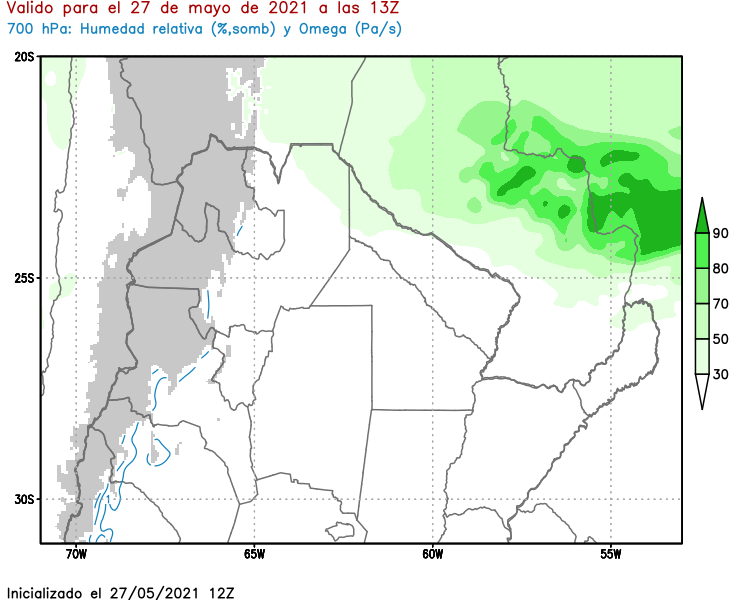 Valido para el 27 de mayo de 2021 a las 13Z
700 hPa: Humedad relativa (%,somb) y Omega (Pa/s)
20S
25S
30S
90
80
70
50
30
70W 65W 60W 55W
Inicializado el 27/05/2021 12Z